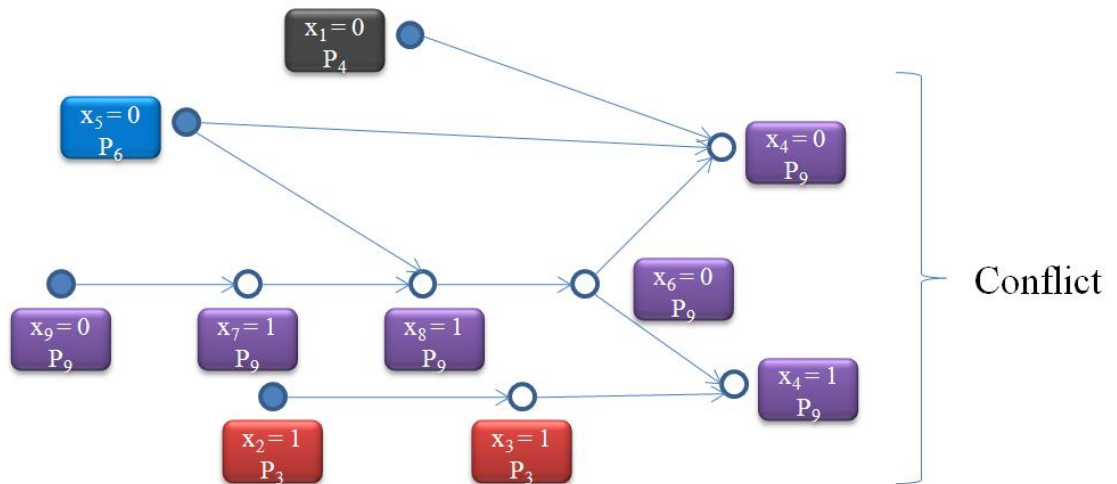 x₁ = 0
P₄
x₅ = 0
P₆
x₄ = 0
P₉
x₆ = 0
P₉
Conflict
x₉ = 0
P₉
x₇ = 1
P₉
x₈ = 1
P₉
x₄ = 1
P₉
x₂ = 1
P₃
x₃ = 1
P₃